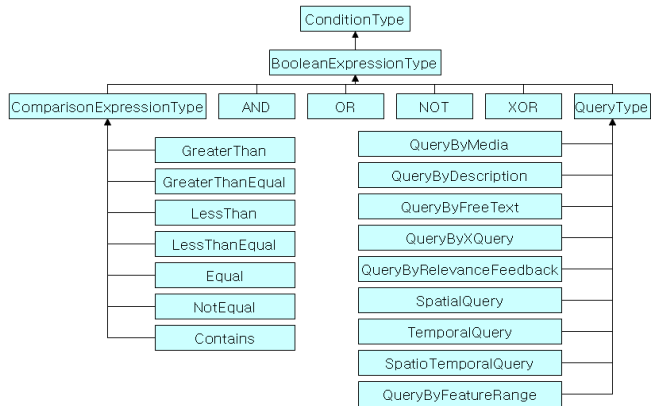 ConditionType
BooleanExpressionType
ComparisonExpressionType
AND
OR
NOT
XOR
QueryType
GreaterThan
GreaterThanEqual
LessThan
LessThanEqual
Equal
NotEqual
Contains
QueryByMedia
QueryByDescription
QueryByFreeText
QueryByXQuery
QueryByRelevanceFeedback
SpatialQuery
TemporalQuery
SpatioTemporalQuery
QueryByFeatureRange